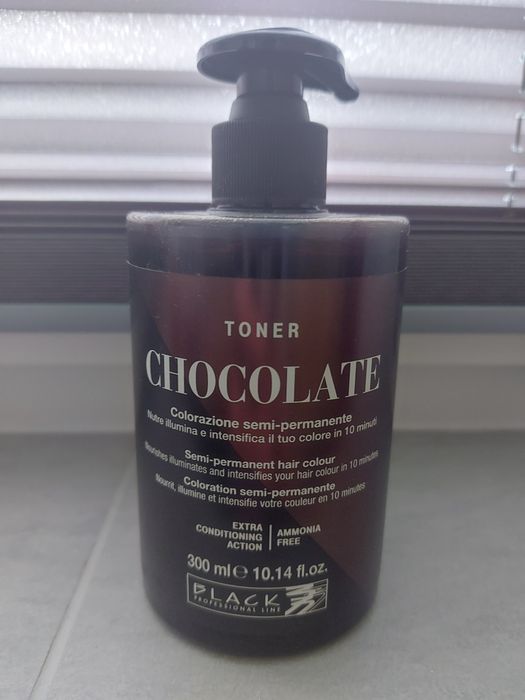 TONER
CHOCOLATE
Colorazione semi-permanente
Nutre illumina e intensifica il tuo colore in 10 minuti
Semi-permanent hair colour
Nourishes illuminates and intensifies your hair colour in 10 minutes
Coloration semi-permanente
Nourrit, illumine et intensifie votre couleur en 10 minutes
EXTRA
CONDITIONING
ACTION
AMMONIA
FREE
300 ml ℮ 10.14 fl.oz.
BLACK
PROFESSIONAL LINE